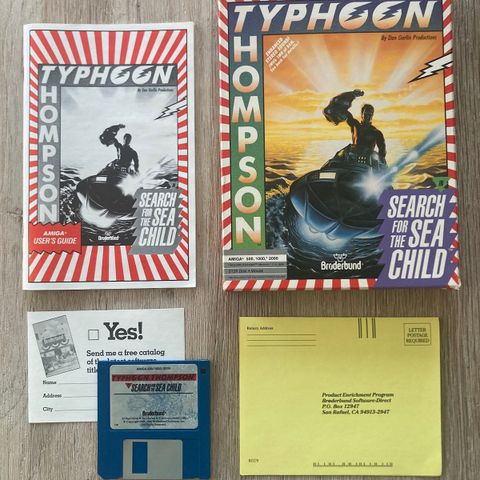 TYPHOON
THOMPSON
By Dan Gorlin Productions
SEARCH
FOR THE SEA
CHILD
AMIGA®
USER'S GUIDE
Brøderbund
TYPHOON
THOMPSON
By Dan Gorlin Productions
SEARCH
FOR THE SEA
CHILD
AMIGA 500, 1000, 2000
Brøderbund
Yes!
Send me a free catalog
of the latest software
Name
Address
City
TYPHOON THOMPSON
SEARCH FOR THE SEA CHILD
Brøderbund
Return Address
LETTER
POSTAGE
REQUIRED
Product Enrichment Program
Brøderbund Software-Direct
P.O. Box 12947
San Rafael, CA 94913-2947